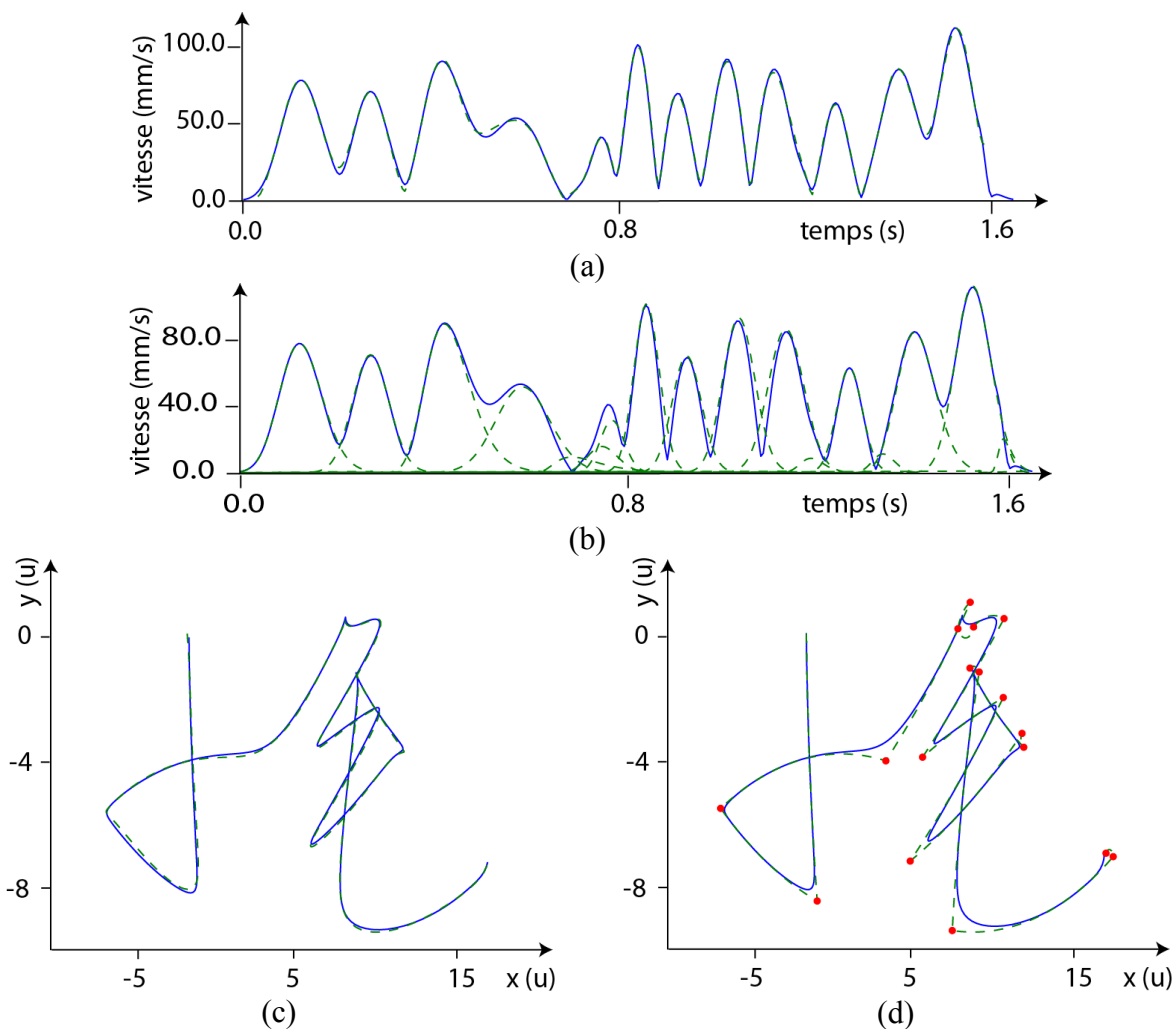 vitesse (mm/s)
100.0
50.0
0.0
0.0 0.8 temps (s) 1.6
(a)
vitesse (mm/s)
80.0
40.0
0.0
0.0 0.8 temps (s) 1.6
(b)
y (u)
0
-4
-8
-5 5 15 x (u)
(c)
y (u)
0
-4
-8
-5 5 15 x (u)
(d)